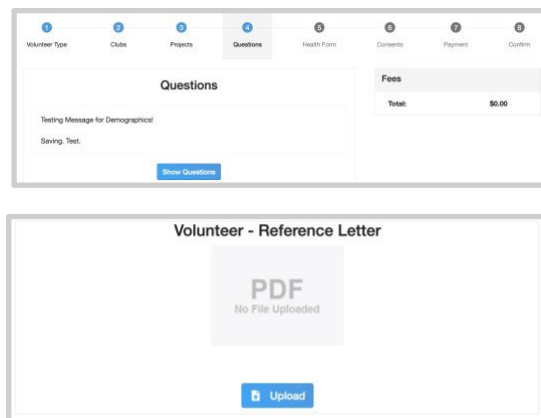 1 2 3 4 5 6 7 8
Volunteer Type Clubs Projects Questions Health Form Consents Payment Confirm
Questions
Testing Message for Demographics!
Saving. Test.
Show Questions
Fees
Total: $0.00
Volunteer - Reference Letter
PDF
No File Uploaded
Upload